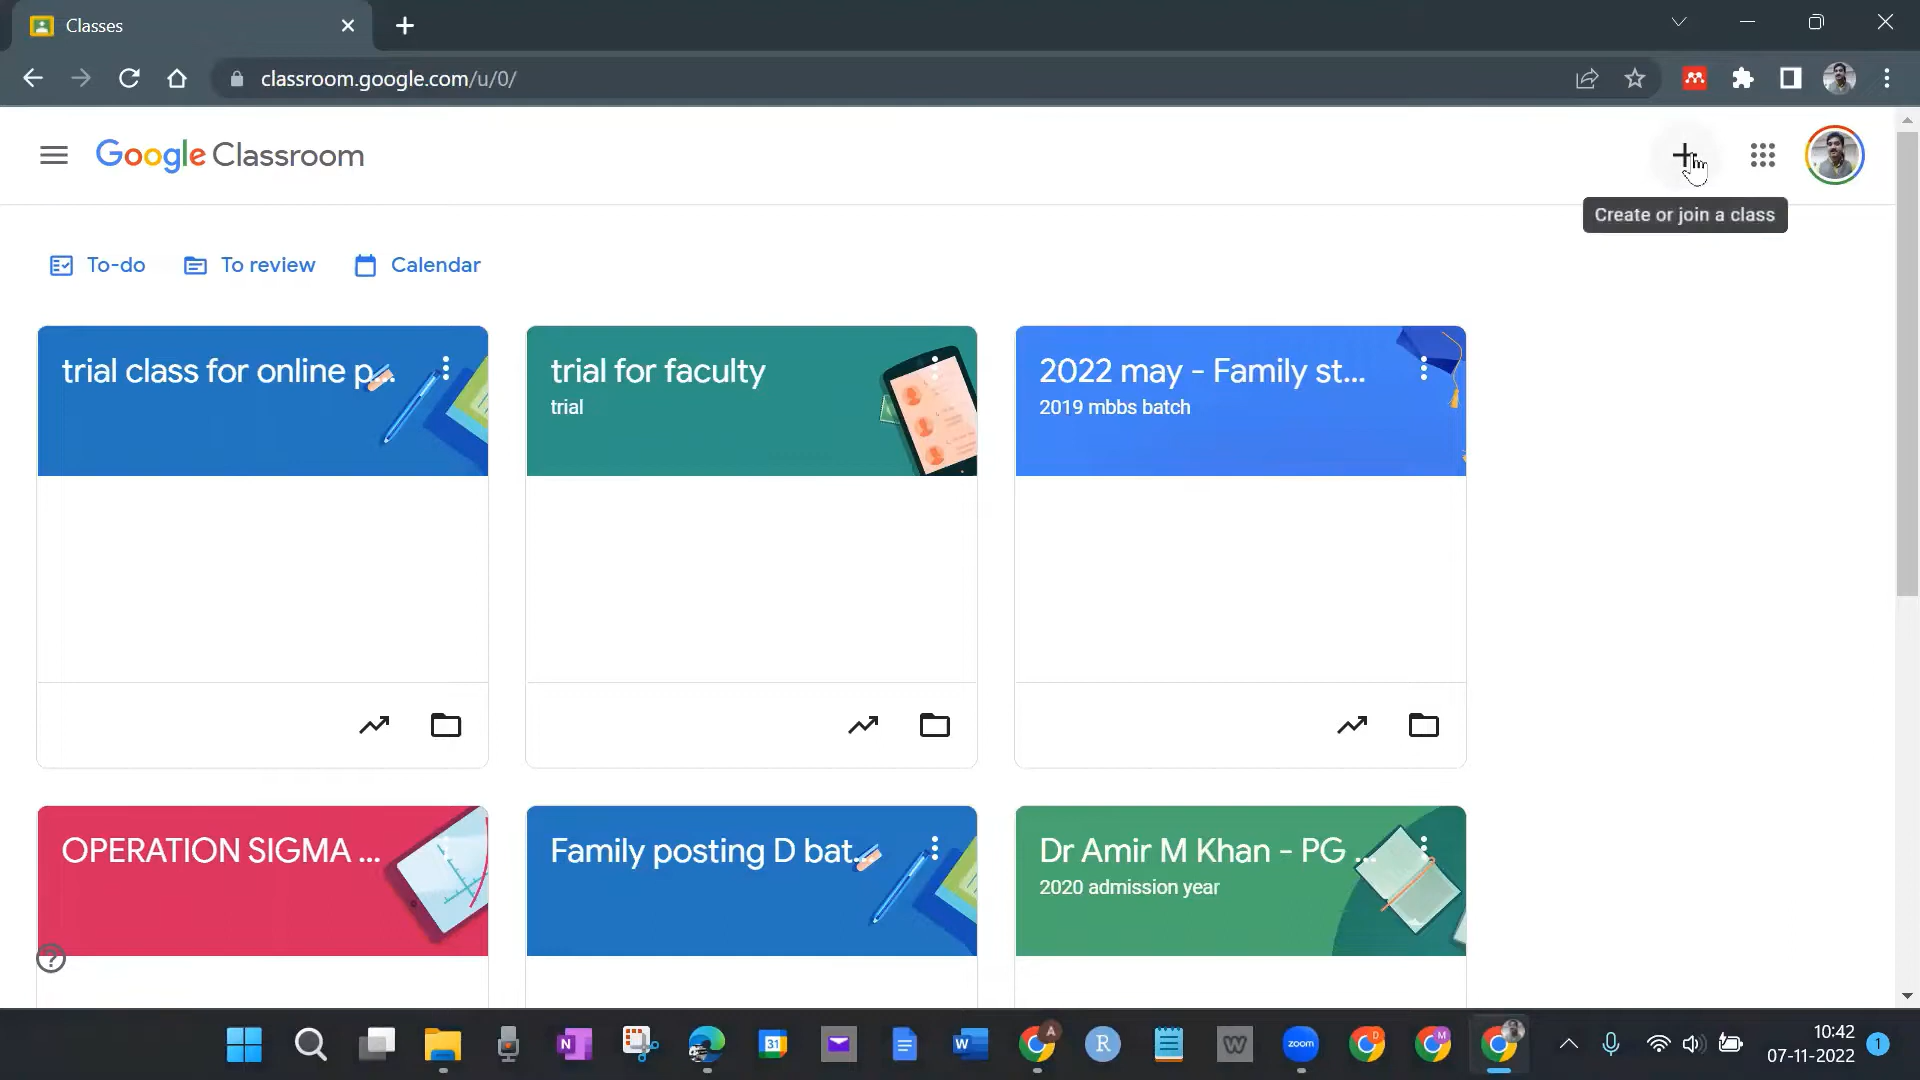 Classes
classroom.google.com/u/0/
Google Classroom
Create or join a class
To-do
To review
Calendar
trial class for online p...
trial for faculty
trial
2022 may - Family st...
2019 mbbs batch
OPERATION SIGMA ...
Family posting D bat...
Dr Amir M Khan - PG ...
2020 admission year
10:42
07-11-2022
1
N
31
W
A
R
W
zoom
D
M